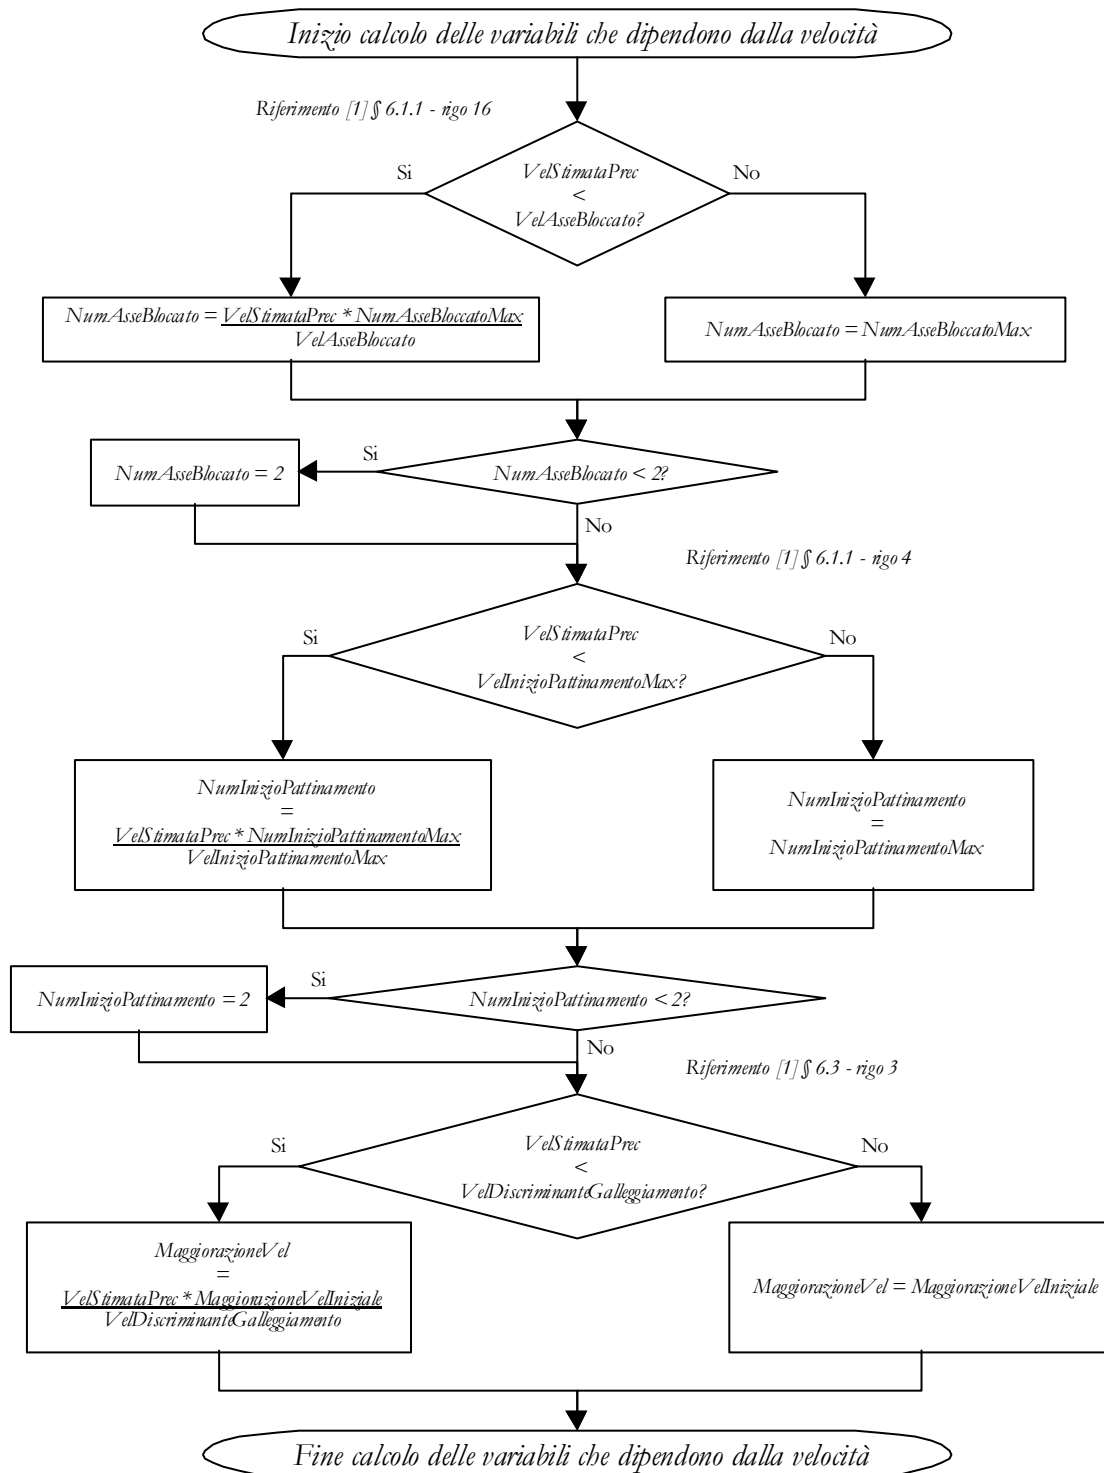 Inizio calcolo delle variabili che dipendono dalla velocità
Riferimento [1] § 6.1.1 - rigo 16
Si
VelStimataPrec
<
VelAsseBloccato?
No
NumAsseBloccato = VelStimataPrec * NumAsseBloccatoMax
VelAsseBloccato
NumAsseBloccato = NumAsseBloccatoMax
Si
NumAsseBloccato = 2
NumAsseBloccato < 2?
No
Riferimento [1] § 6.1.1 - rigo 4
Si
VelStimataPrec
<
VelInizioPattinamentoMax?
No
NumInizioPattinamento
=
VelStimataPrec * NumInizioPattinamentoMax
VelInizioPattinamentoMax
NumInizioPattinamento
=
NumInizioPattinamentoMax
Si
NumInizioPattinamento = 2
NumInizioPattinamento < 2?
No
Riferimento [1] § 6.3 - rigo 3
Si
VelStimataPrec
<
VelDiscriminanteGalleggiamento?
No
MaggiorazioneVel
=
VelStimataPrec * MaggiorazioneVelIniziale
VelDiscriminanteGalleggiamento
MaggiorazioneVel = MaggiorazioneVelIniziale
Fine calcolo delle variabili che dipendono dalla velocità